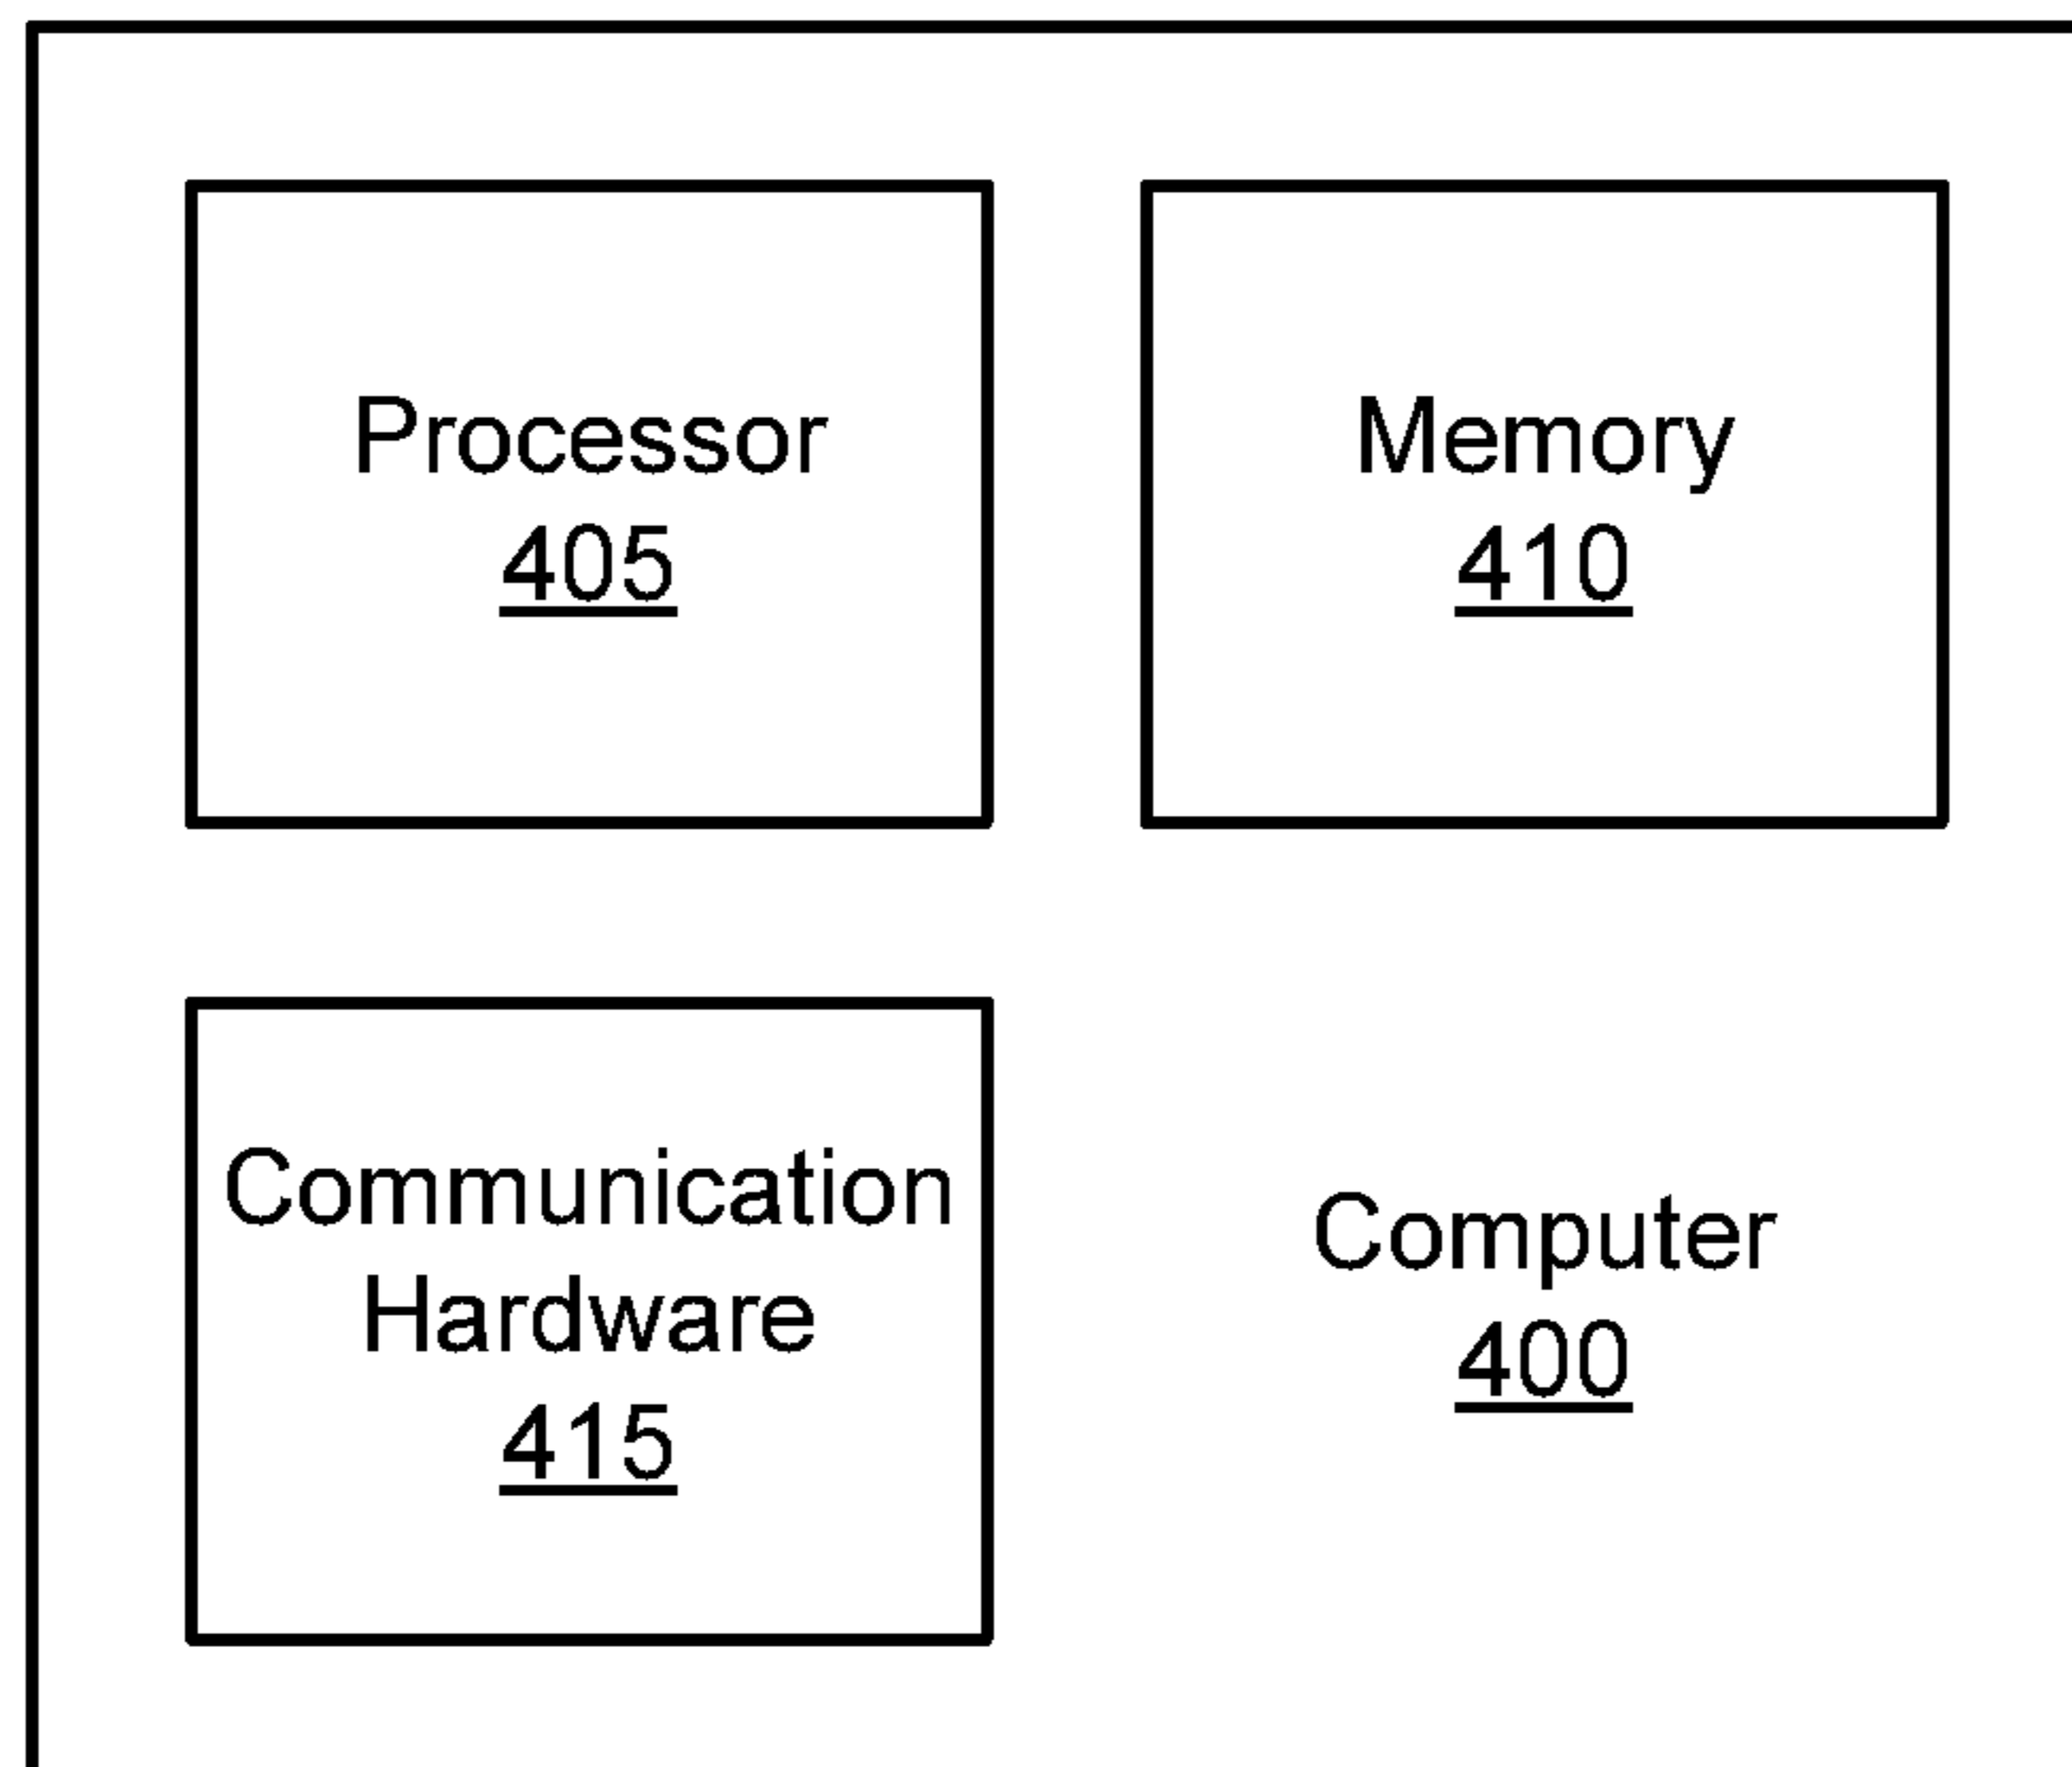 Processor
405
Memory
410
Communication
Hardware
415
Computer
400